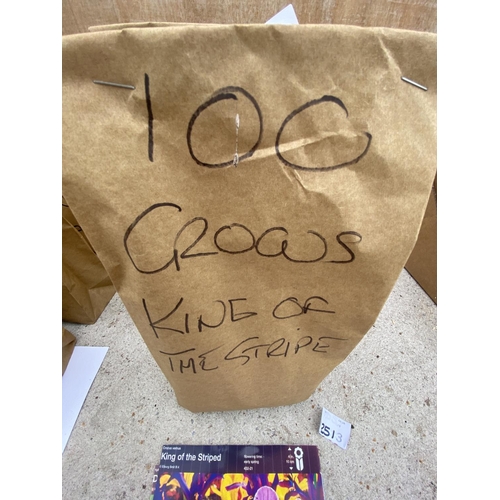 100
CROCUS
KING OF
THE STRIPE
2513
King of the Striped